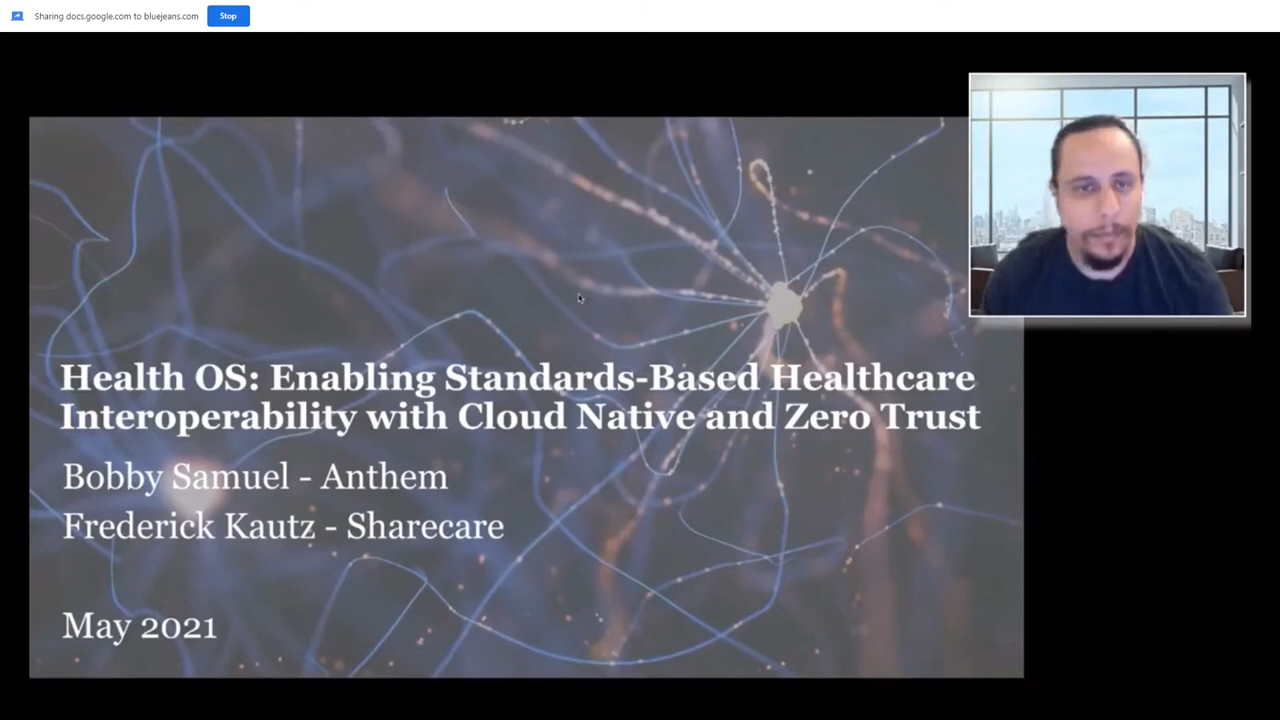 Sharing docs.google.com to bluejeans.com
Stop
Health OS: Enabling Standards-Based Healthcare
Interoperability with Cloud Native and Zero Trust
Bobby Samuel - Anthem
Frederick Kautz - Sharecare
May 2021